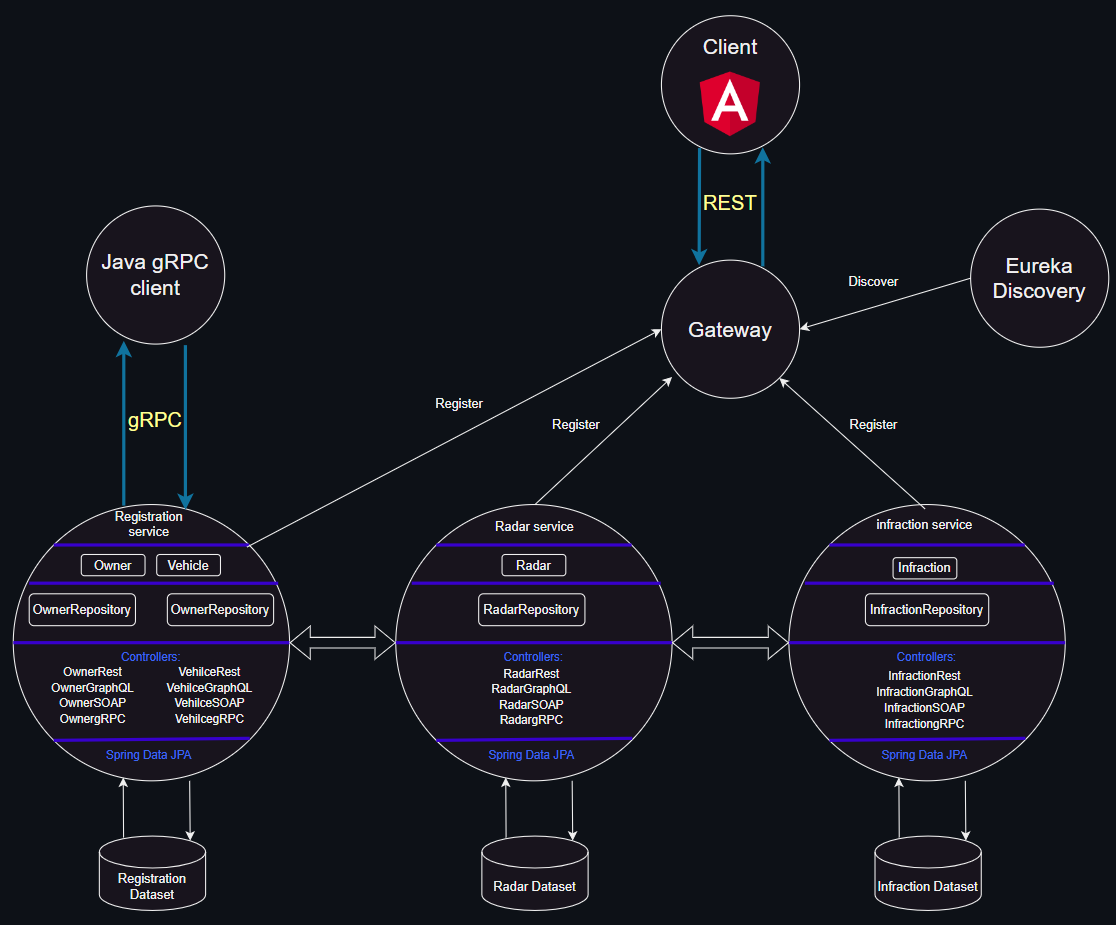 Client
REST
Java gRPC
client
Eureka
Discovery
Discover
Gateway
gRPC
Register
Register
Register
Registration
service
Owner
Vehicle
OwnerRepository
OwnerRepository
Controllers:
OwnerRest
OwnerGraphQL
OwnerSOAP
OwnergRPC
VehilceRest
VehilceGraphQL
VehilceSOAP
VehilcegRPC
Spring Data JPA
Registration
Dataset
Radar service
Radar
RadarRepository
Controllers:
RadarRest
RadarGraphQL
RadarSOAP
RadargRPC
Spring Data JPA
Radar Dataset
infraction service
Infraction
InfractionRepository
Controllers:
InfractionRest
InfractionGraphQL
InfractionSOAP
InfractiongRPC
Spring Data JPA
Infraction Dataset